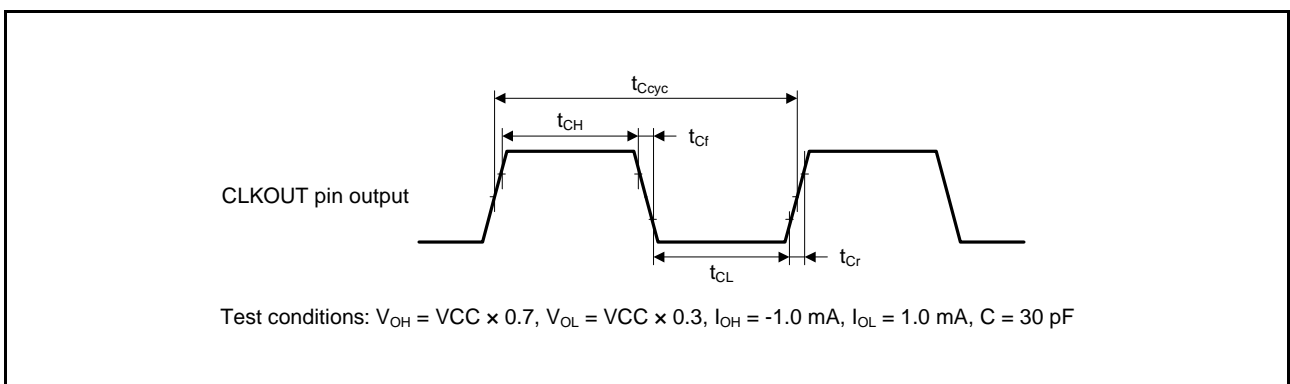 tCcyc
tCH
tCf
CLKOUT pin output
tCL
tCr
Test conditions: VOH = VCC × 0.7, VOL = VCC × 0.3, IOH = -1.0 mA, IOL = 1.0 mA, C = 30 pF